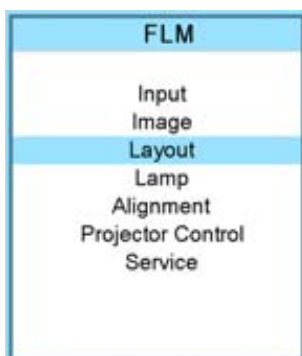 FLM
Input
Image
Layout
Lamp
Alignment
Projector Control
Service